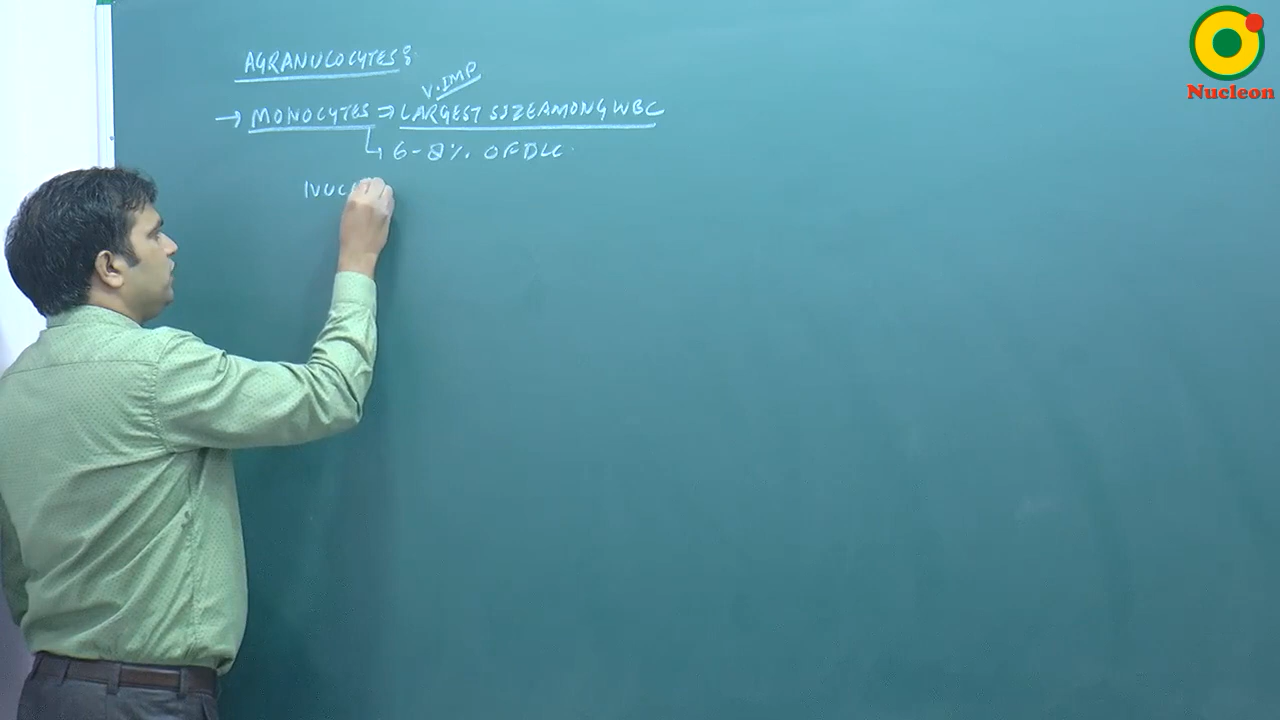 AGRANULOCYTES :
V. IMP
→ MONOCYTES ⇒ LARGEST SIZE AMONG WBC
↳ 6-8% OF DLC.
NUC
Nucleon